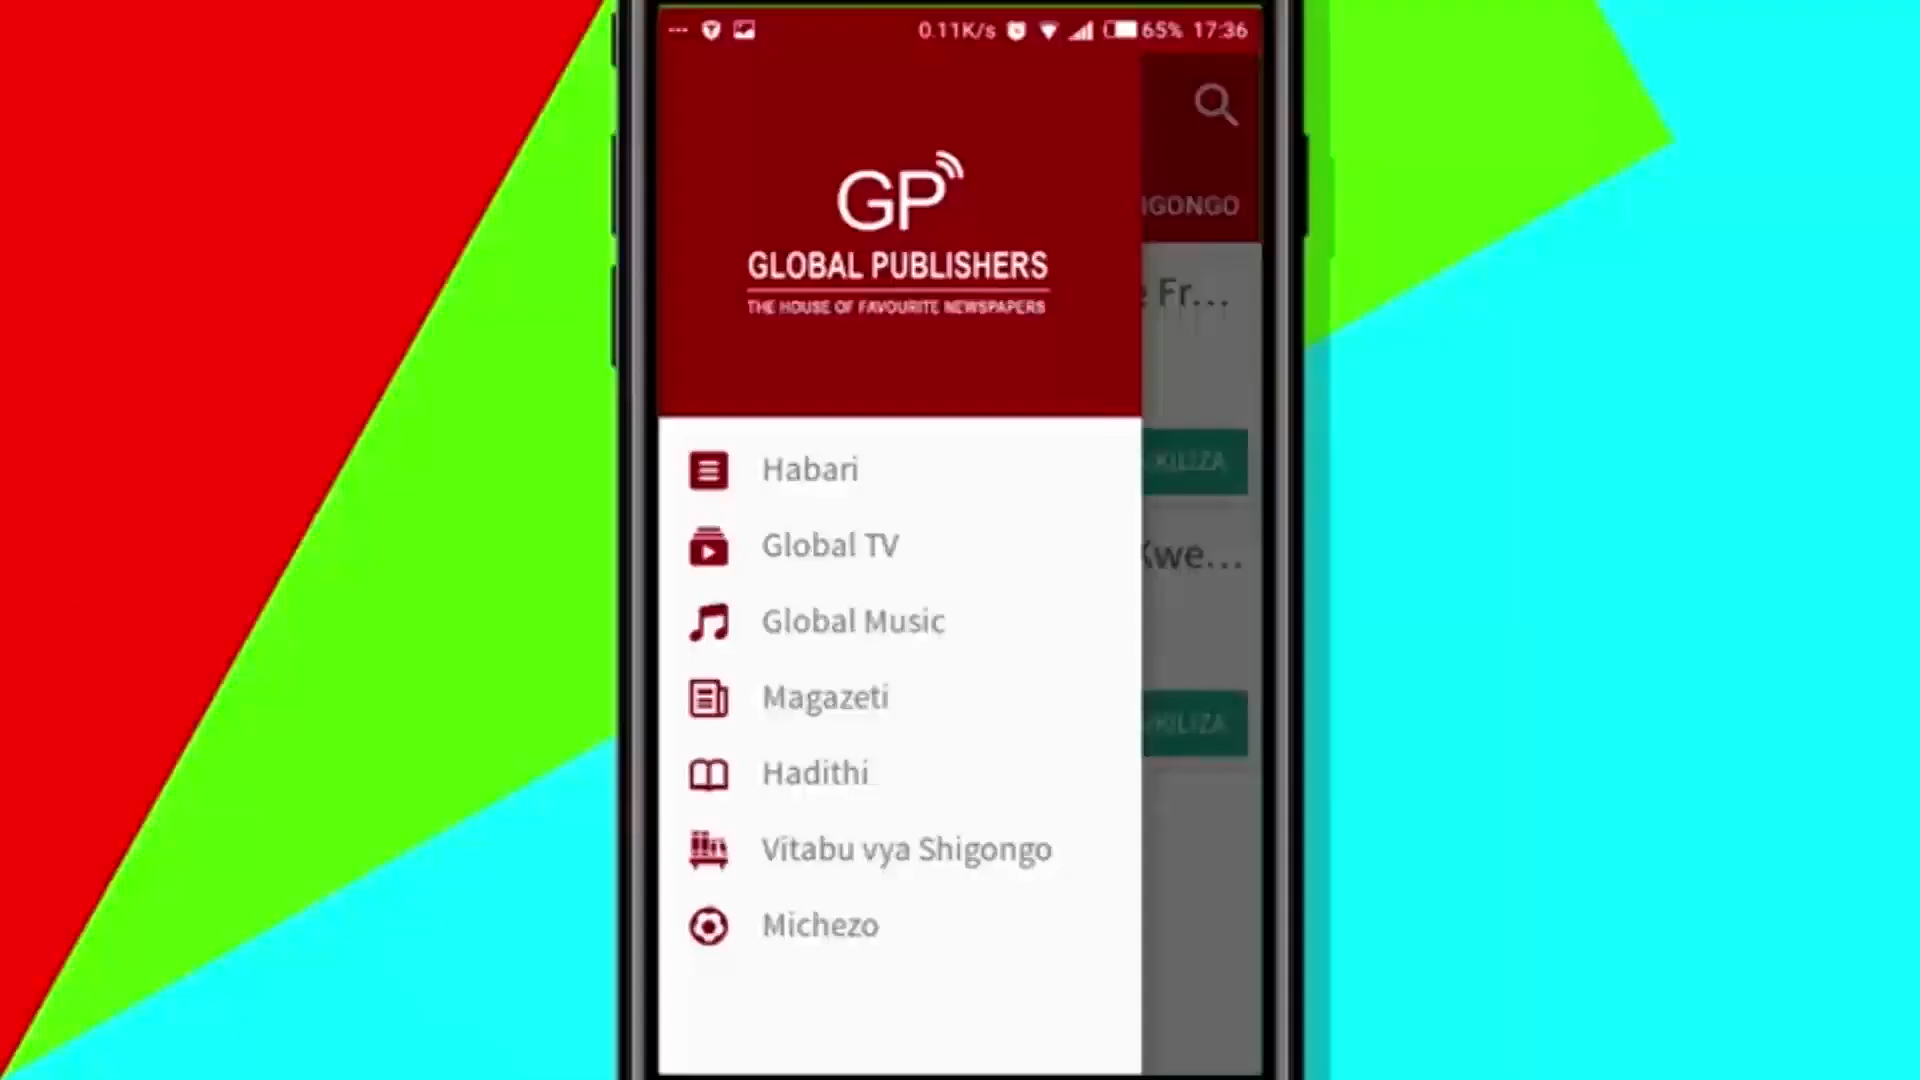 0.11K/s 65% 17:36
GP
GLOBAL PUBLISHERS
THE HOUSE OF FAVOURITE NEWSPAPERS
Habari
Global TV
Global Music
Magazeti
Hadithi
Vitabu vya Shigongo
Michezo
IGONGO
Fr...
Kwe...